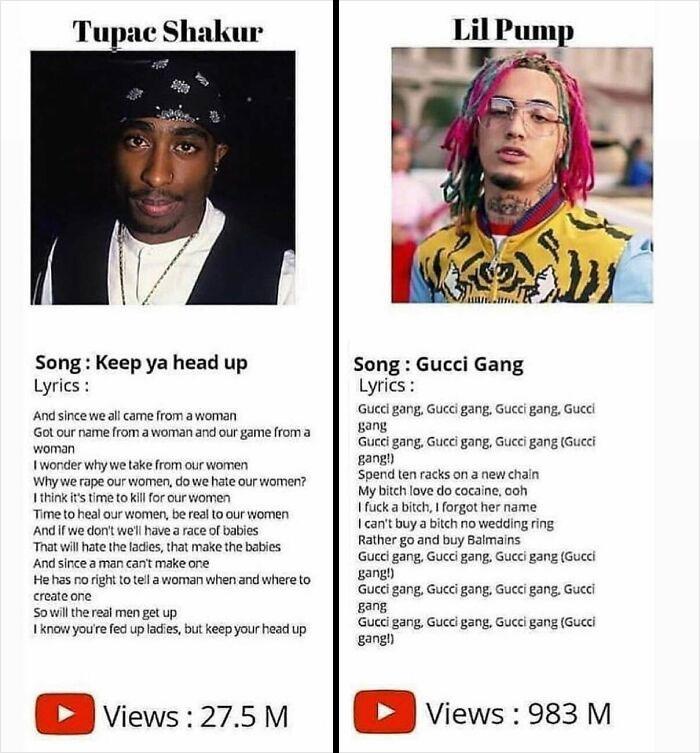 Tupac Shakur
Song : Keep ya head up
Lyrics :
And since we all came from a woman
Got our name from a woman and our game from a
woman
I wonder why we take from our women
Why we rape our women, do we hate our women?
I think it's time to kill for our women
Time to heal our women, be real to our women
And if we don't we'll have a race of babies
That will hate the ladies, that make the babies
And since a man can't make one
He has no right to tell a woman when and where to
create one
So will the real men get up
I know you're fed up ladies, but keep your head up
Views : 27.5 M
Lil Pump
Song : Gucci Gang
Lyrics :
Gucci gang, Gucci gang, Gucci gang, Gucci
gang
Gucci gang, Gucci gang, Gucci gang (Gucci
gang!)
Spend ten racks on a new chain
My bitch love do cocaine, ooh
I fuck a bitch, I forgot her name
I can't buy a bitch no wedding ring
Rather go and buy Balmains
Gucci gang, Gucci gang, Gucci gang (Gucci
gang!)
Gucci gang, Gucci gang, Gucci gang, Gucci
gang
Gucci gang, Gucci gang, Gucci gang (Gucci
gang!)
Views : 983 M